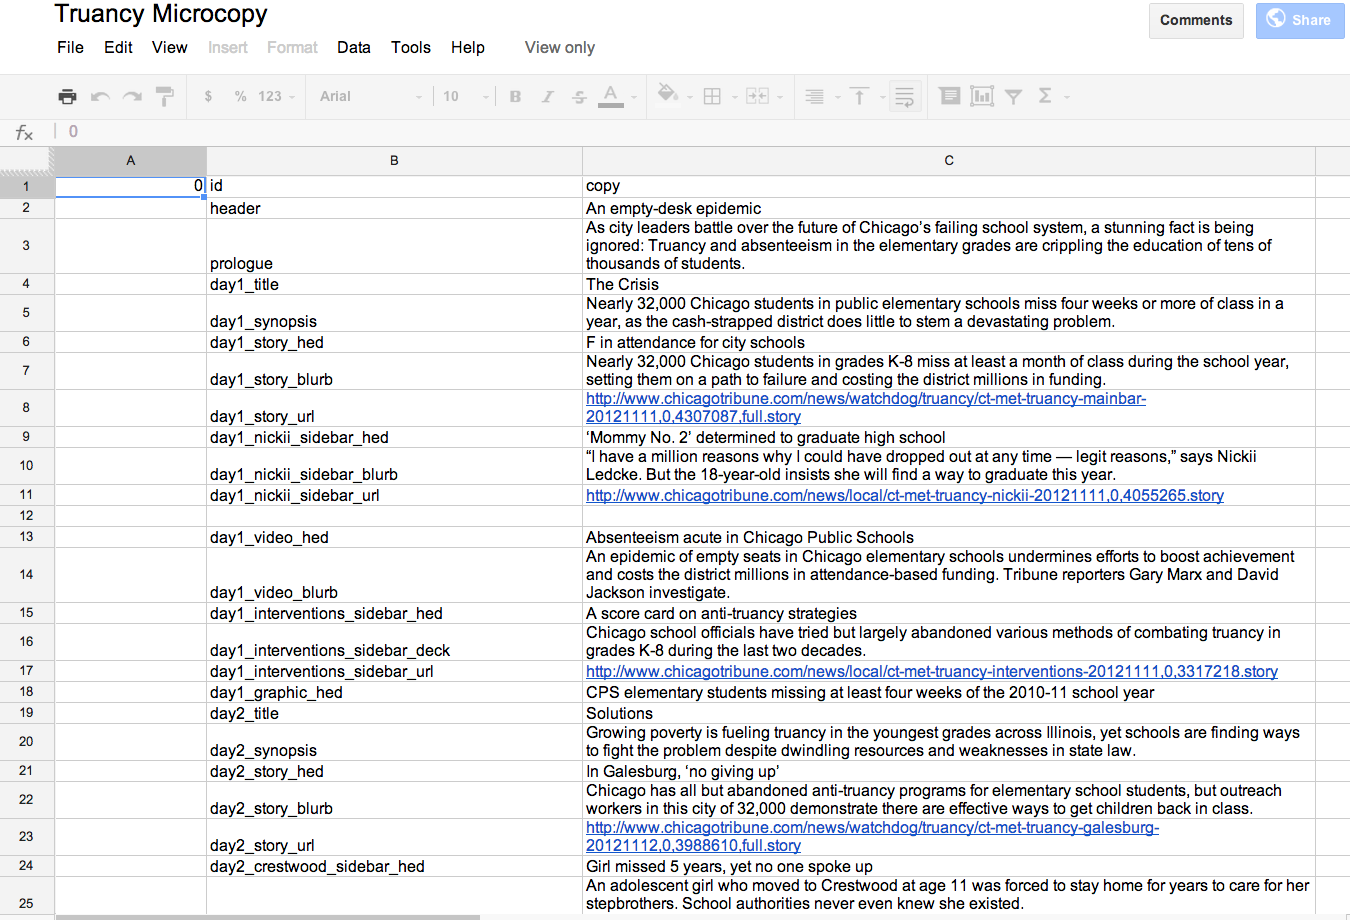 Truancy Microcopy
Comments
Share
File Edit View Insert Format Data Tools Help View only
$ % 123 Arial 10 B I S A Σ
fx 0
A B C
1 0 id copy
2 header An empty-desk epidemic
As city leaders battle over the future of Chicago's failing school system, a stunning fact is being
3 ignored: Truancy and absenteeism in the elementary grades are crippling the education of tens of
prologue thousands of students.
4 day1_title The Crisis
5 Nearly 32,000 Chicago students in public elementary schools miss four weeks or more of class in a
day1_synopsis year, as the cash-strapped district does little to stem a devastating problem.
6 day1_story_hed F in attendance for city schools
7 Nearly 32,000 Chicago students in grades K-8 miss at least a month of class during the school year,
day1_story_blurb setting them on a path to failure and costing the district millions in funding.
8 http://www.chicagotribune.com/news/watchdog/truancy/ct-met-truancy-mainbar-
day1_story_url 20121111,0,4307087,full.story
9 day1_nickii_sidebar_hed ‘Mommy No. 2’ determined to graduate high school
10 “I have a million reasons why I could have dropped out at any time — legit reasons,” says Nickii
day1_nickii_sidebar_blurb Ledcke. But the 18-year-old insists she will find a way to graduate this year.
11 day1_nickii_sidebar_url http://www.chicagotribune.com/news/local/ct-met-truancy-nickii-20121111,0,4055265.story
12
13 day1_video_hed Absenteeism acute in Chicago Public Schools
An epidemic of empty seats in Chicago elementary schools undermines efforts to boost achievement
14 and costs the district millions in attendance-based funding. Tribune reporters Gary Marx and David
day1_video_blurb Jackson investigate.
15 day1_interventions_sidebar_hed A score card on anti-truancy strategies
16 Chicago school officials have tried but largely abandoned various methods of combating truancy in
day1_interventions_sidebar_deck grades K-8 during the last two decades.
17 day1_interventions_sidebar_url http://www.chicagotribune.com/news/local/ct-met-truancy-interventions-20121111,0,3317218.story
18 day1_graphic_hed CPS elementary students missing at least four weeks of the 2010-11 school year
19 day2_title Solutions
20 Growing poverty is fueling truancy in the youngest grades across Illinois, yet schools are finding ways
day2_synopsis to fight the problem despite dwindling resources and weaknesses in state law.
21 day2_story_hed In Galesburg, ‘no giving up’
22 Chicago has all but abandoned anti-truancy programs for elementary school students, but outreach
day2_story_blurb workers in this city of 32,000 demonstrate there are effective ways to get children back in class.
23 http://www.chicagotribune.com/news/watchdog/truancy/ct-met-truancy-galesburg-
day2_story_url 20121112,0,3988610,full.story
24 day2_crestwood_sidebar_hed Girl missed 5 years, yet no one spoke up
An adolescent girl who moved to Crestwood at age 11 was forced to stay home for years to care for her
25 stepbrothers. School authorities never even knew she existed.